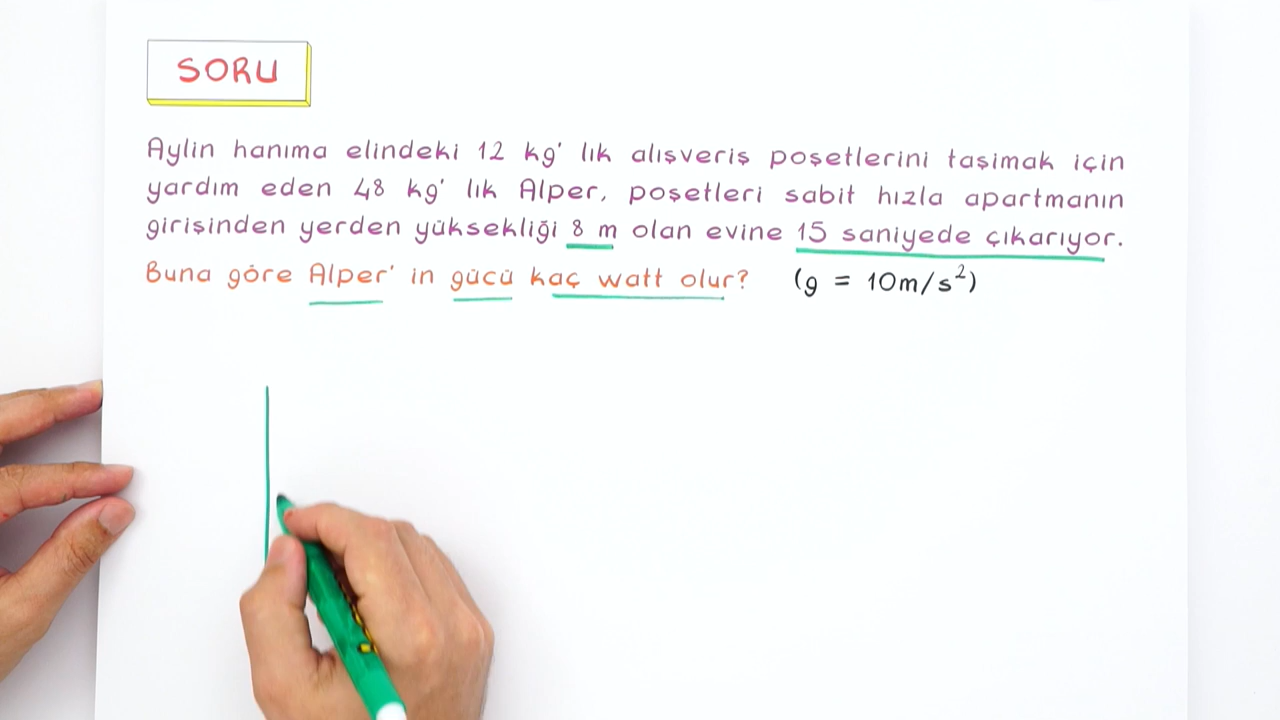 SORU
Aylin hanıma elindeki 12 kg' lık alışveriş poşetlerini taşımak için
yardım eden 48 kg' lık Alper, poşetleri sabit hızla apartmanın
girişinden yerden yüksekliği 8 m olan evine 15 saniyede çıkarıyor.
Buna göre Alper' in gücü kaç watt olur? (g = 10m/s²)